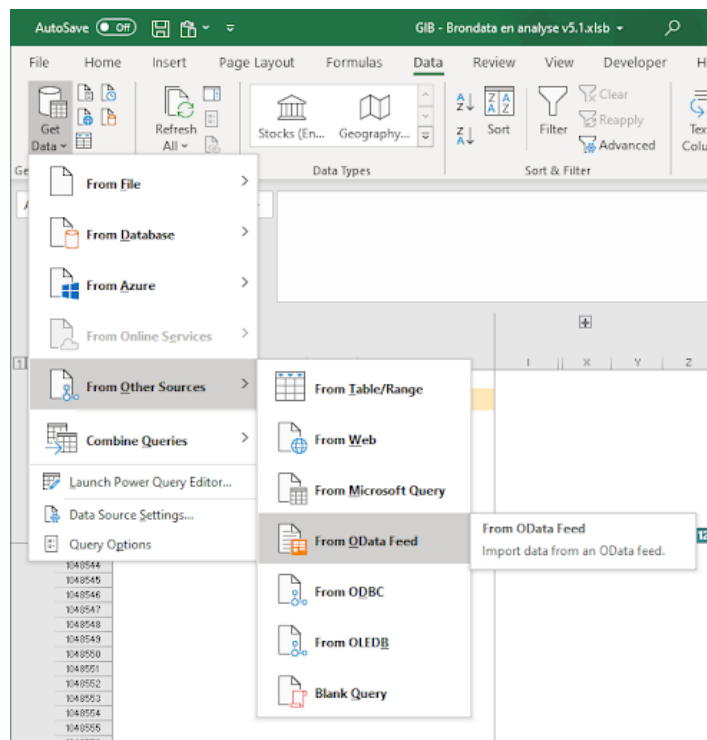 AutoSave Off GIB - Brondata en analyse v5.1.xlsb
File Home Insert Page Layout Formulas Data Review View Developer
Get Data
Refresh All
Stocks (En... Geography...
Sort
Filter
Clear
Reapply
Advanced
Data Types
Sort & Filter
From File
From Database
From Azure
From Online Services
From Other Sources
Combine Queries
Launch Power Query Editor...
Data Source Settings...
Query Options
From Table/Range
From Web
From Microsoft Query
From OData Feed
From ODBC
From OLEDB
Blank Query
From OData Feed
Import data from an OData feed.
1
I X Y Z
1048544
1048545
1048546
1048547
1048548
1048549
1048550
1048551
1048552
1048553
1048554
1048555